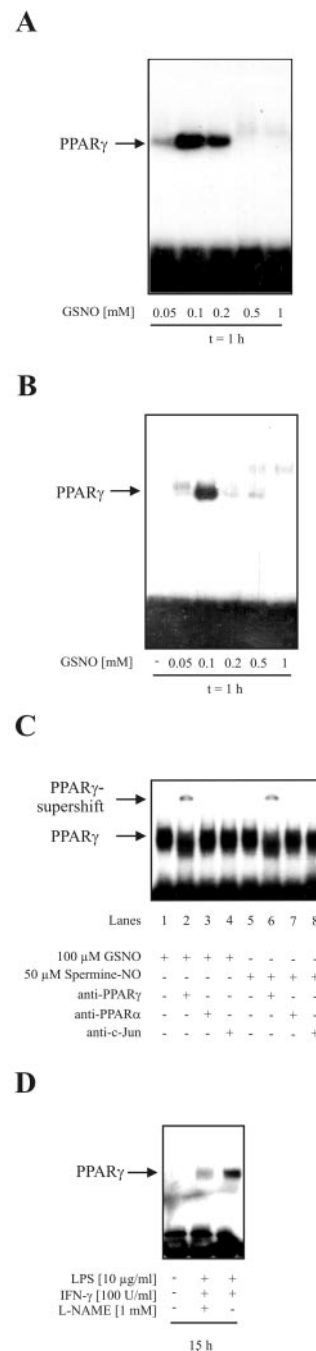 A
PPARγ
GSNO [mM] 0.05 0.1 0.2 0.5 1
t = 1 h
B
PPARγ
GSNO [mM] - 0.05 0.1 0.2 0.5 1
t = 1 h
C
PPARγ-
supershift
PPARγ
Lanes 1 2 3 4 5 6 7 8
100 µM GSNO + + + + - - - -
50 µM Spermine-NO - - - - + + + +
anti-PPARγ - + - - - + - -
anti-PPARα - - + - - - + -
anti-c-Jun - - - + - - - +
D
PPARγ
LPS [10 µg/ml] - + +
IFN-γ [100 U/ml] - + +
L-NAME [1 mM] - + -
15 h